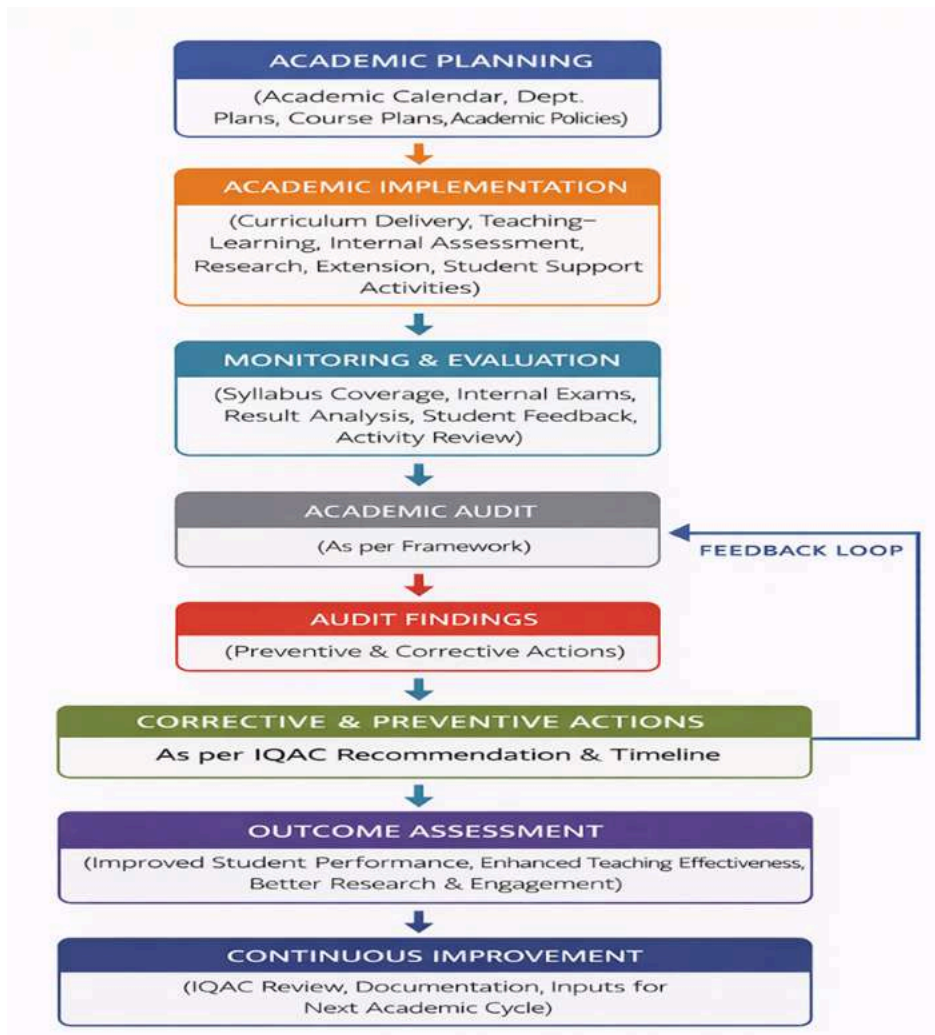 ACADEMIC PLANNING
(Academic Calendar, Dept.
Plans, Course Plans, Academic Policies)
ACADEMIC IMPLEMENTATION
(Curriculum Delivery, Teaching–
Learning, Internal Assessment,
Research, Extension, Student Support
Activities)
MONITORING & EVALUATION
(Syllabus Coverage, Internal Exams,
Result Analysis, Student Feedback,
Activity Review)
ACADEMIC AUDIT
(As per Framework)
FEEDBACK LOOP
AUDIT FINDINGS
(Preventive & Corrective Actions)
CORRECTIVE & PREVENTIVE ACTIONS
As per IQAC Recommendation & Timeline
OUTCOME ASSESSMENT
(Improved Student Performance, Enhanced Teaching Effectiveness,
Better Research & Engagement)
CONTINUOUS IMPROVEMENT
(IQAC Review, Documentation, Inputs for
Next Academic Cycle)